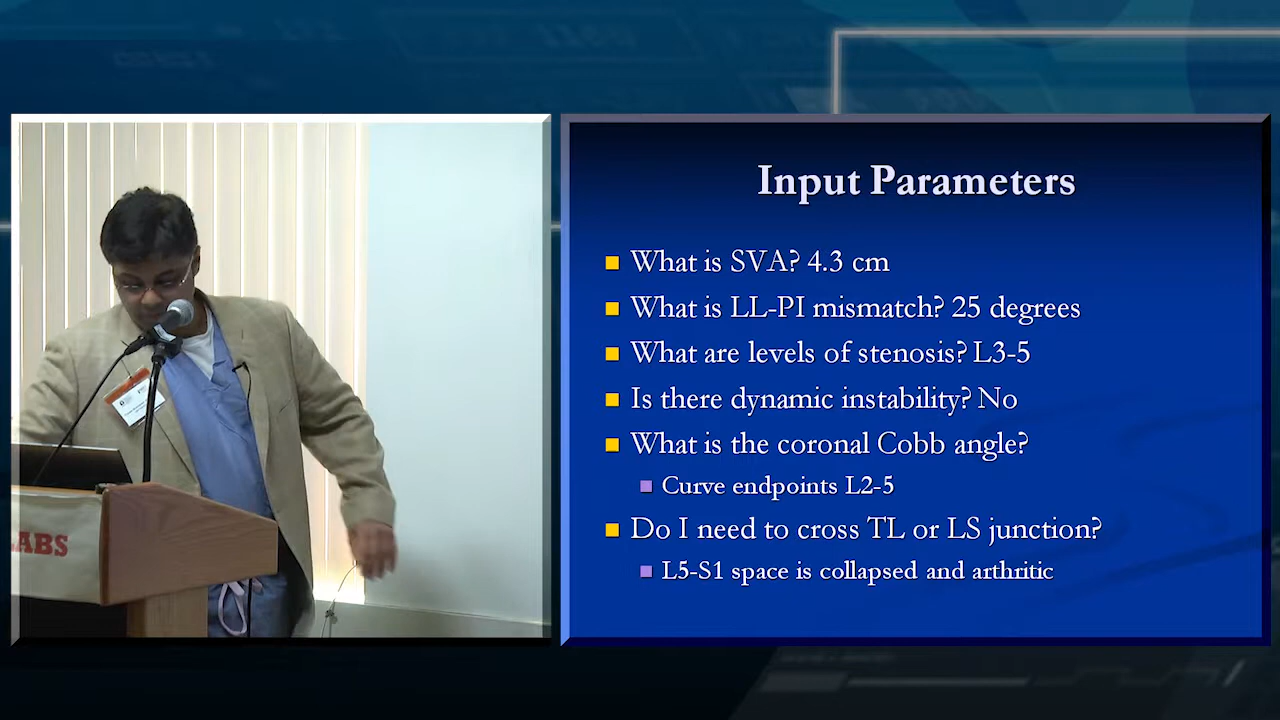 Input Parameters
What is SVA? 4.3 cm
What is LL-PI mismatch? 25 degrees
What are levels of stenosis? L3-5
Is there dynamic instability? No
What is the coronal Cobb angle?
Curve endpoints L2-5
Do I need to cross TL or LS junction?
L5-S1 space is collapsed and arthritic
ABS